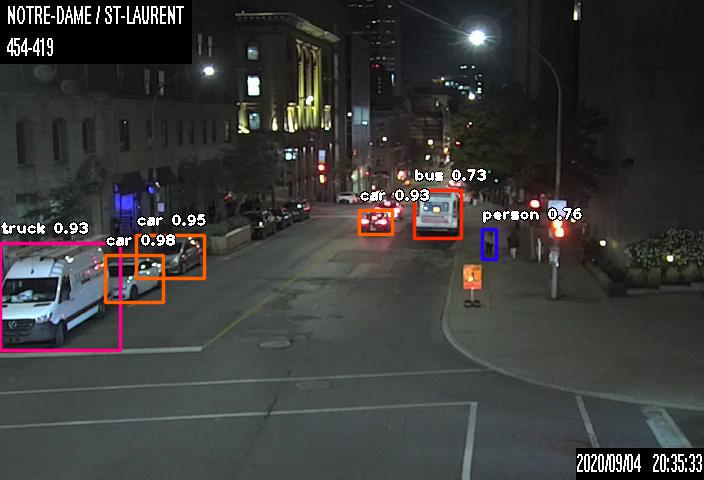 NOTRE-DAME / ST-LAURENT
454-419
bus 0.73
car 0.93
person 0.76
car 0.95
truck 0.93
car 0.98
2020/09/04 20:35:33